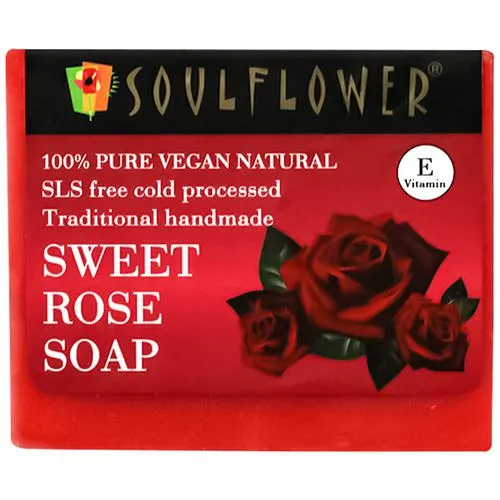 SOULFLOWER®
100% PURE VEGAN NATURAL
SLS free cold processed
Traditional handmade
E
Vitamin
SWEET
ROSE
SOAP